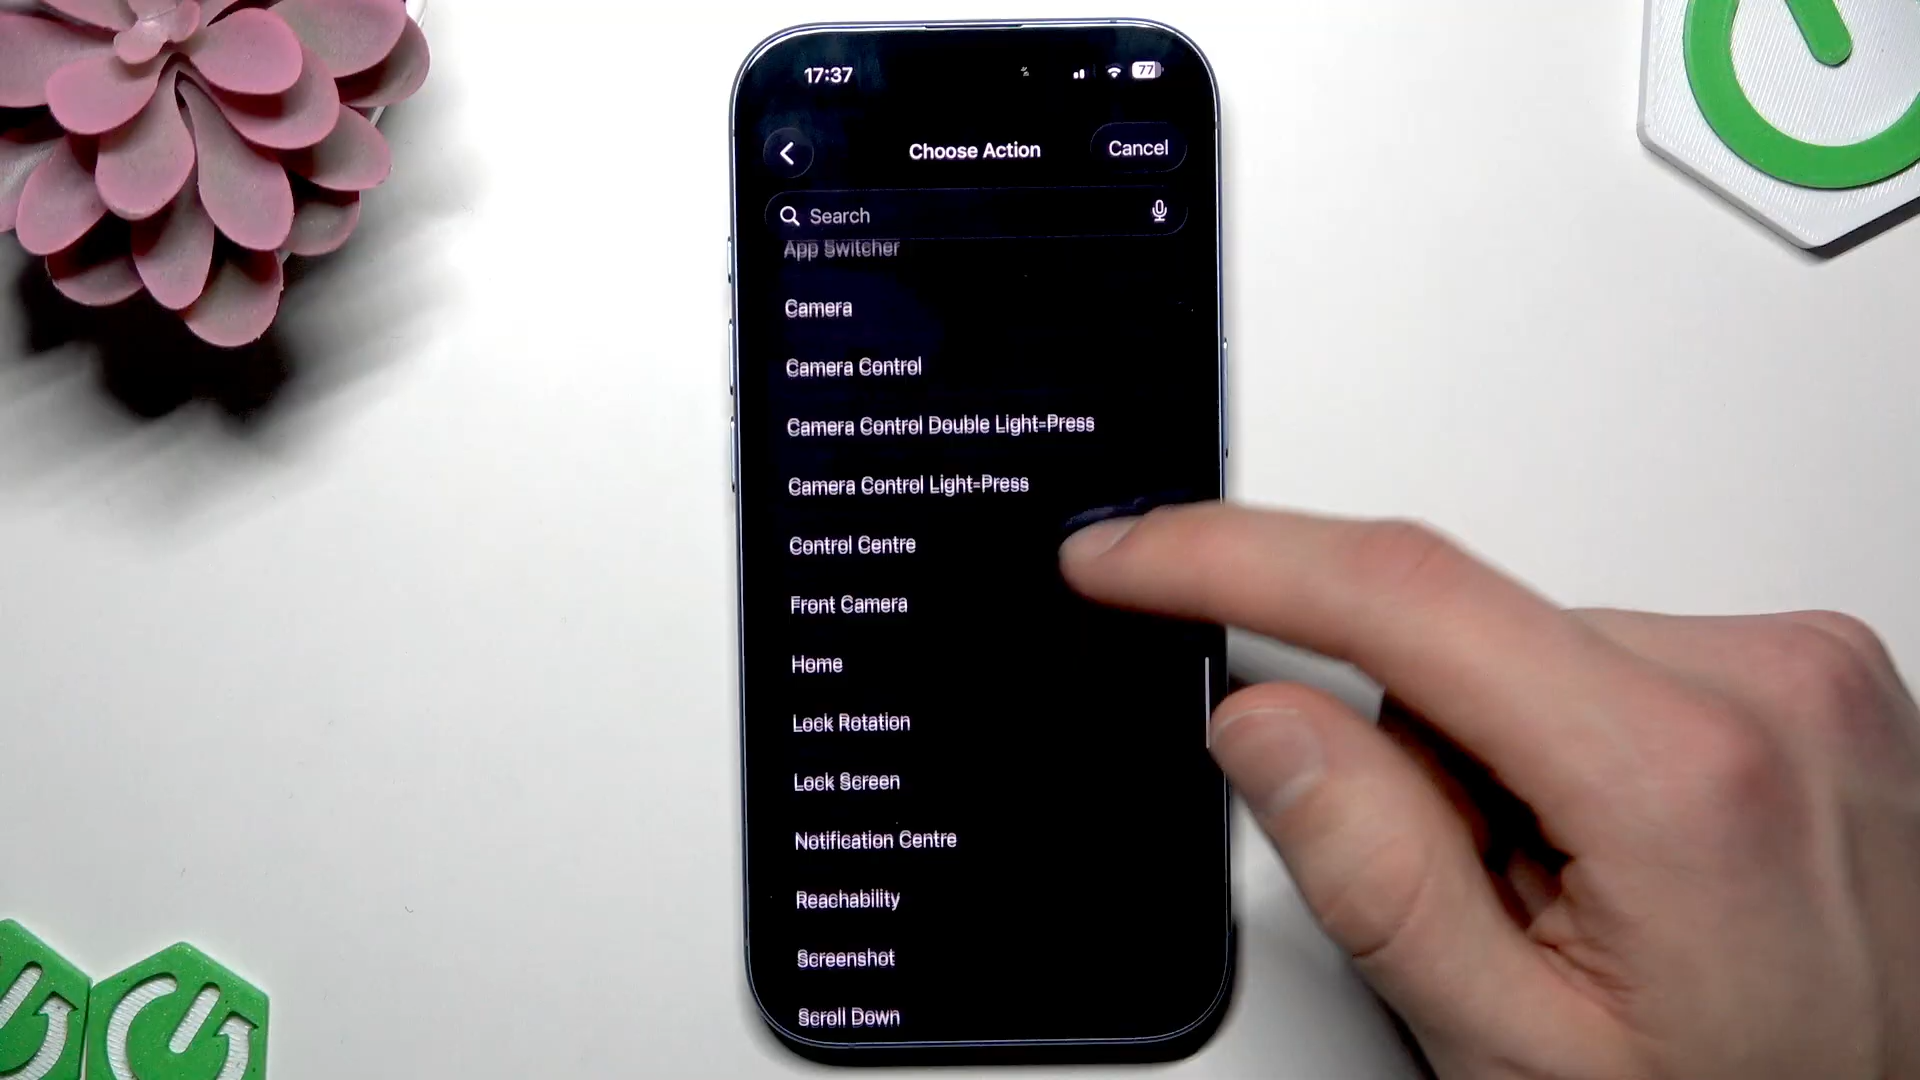 17:37
77
Choose Action
Cancel
Search
App Switcher
Camera
Camera Control
Camera Control Double Light-Press
Camera Control Light-Press
Control Centre
Front Camera
Home
Lock Rotation
Lock Screen
Notification Centre
Reachability
Screenshot
Scroll Down